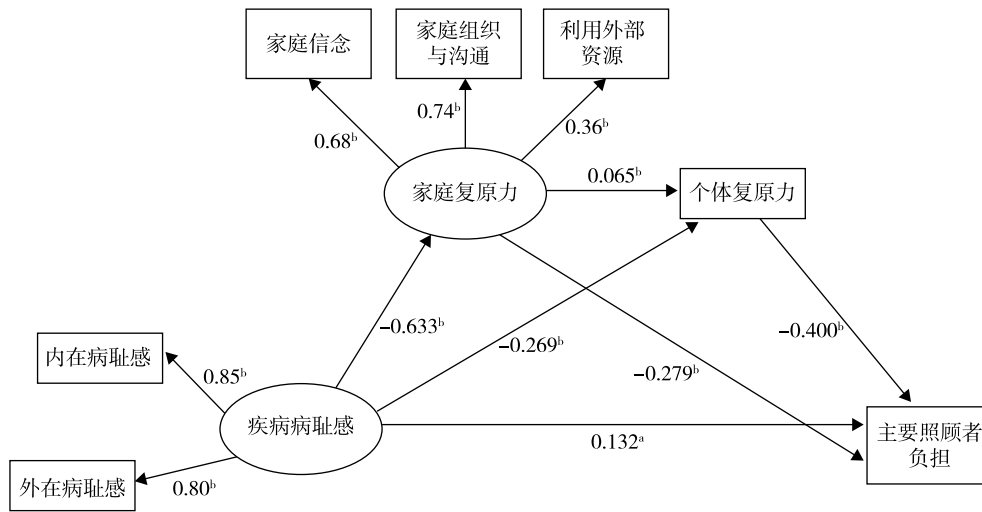 家庭信念
家庭组织
与沟通
利用外部
资源
0.68ᵇ
0.74ᵇ
0.36ᵇ
家庭复原力
0.065ᵇ
个体复原力
−0.633ᵇ
−0.269ᵇ
−0.279ᵇ
−0.400ᵇ
内在病耻感
0.85ᵇ
疾病病耻感
0.132ᵃ
主要照顾者
负担
外在病耻感
0.80ᵇ